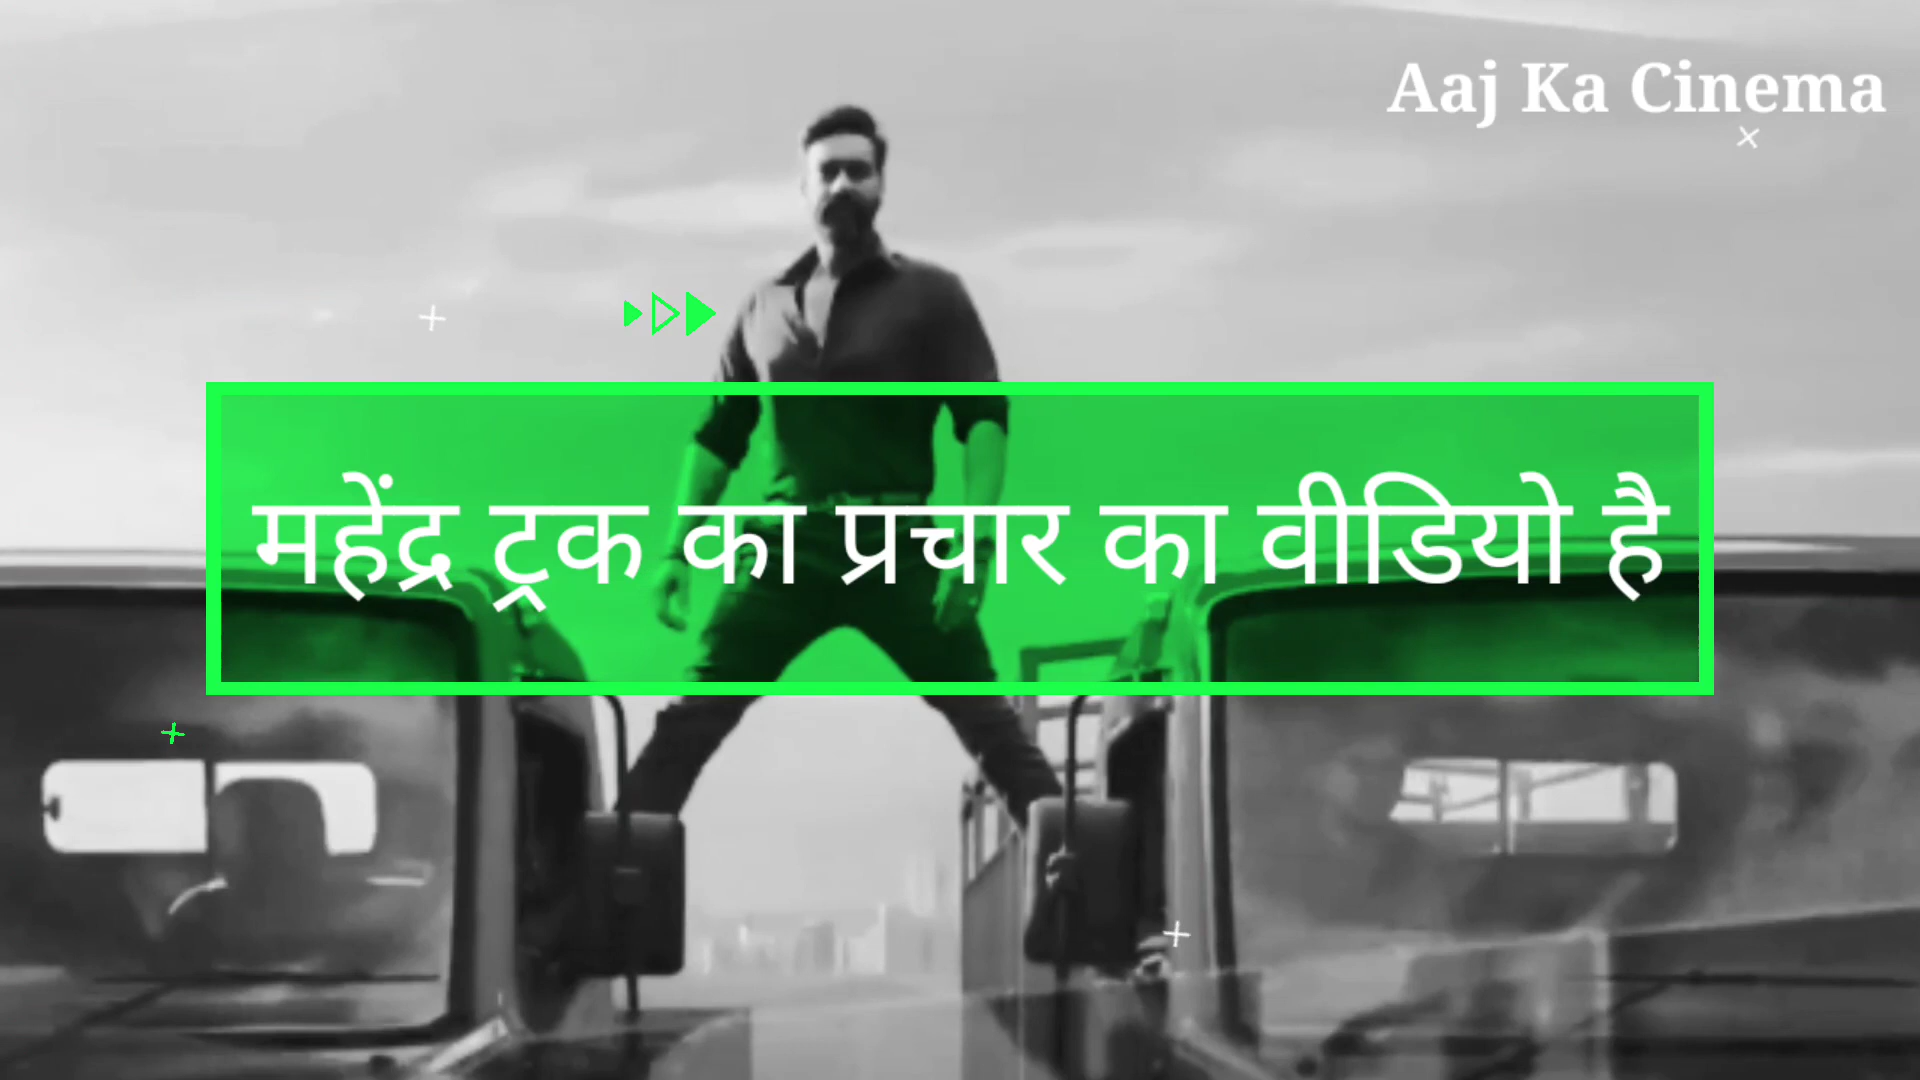 Aaj Ka Cinema
महेंद्र ट्रक का प्रचार का वीडियो है